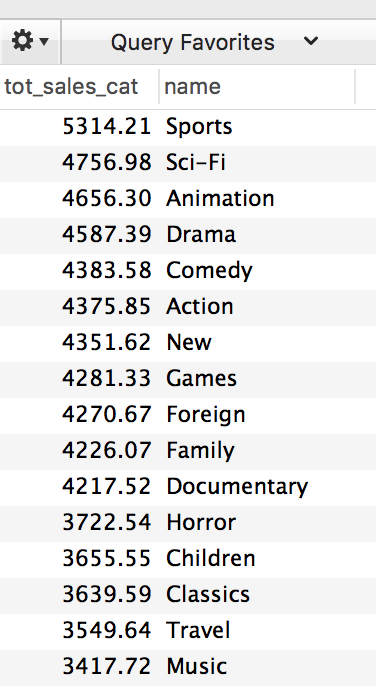 Query Favorites
tot_sales_cat name
5314.21 Sports
4756.98 Sci-Fi
4656.30 Animation
4587.39 Drama
4383.58 Comedy
4375.85 Action
4351.62 New
4281.33 Games
4270.67 Foreign
4226.07 Family
4217.52 Documentary
3722.54 Horror
3655.55 Children
3639.59 Classics
3549.64 Travel
3417.72 Music